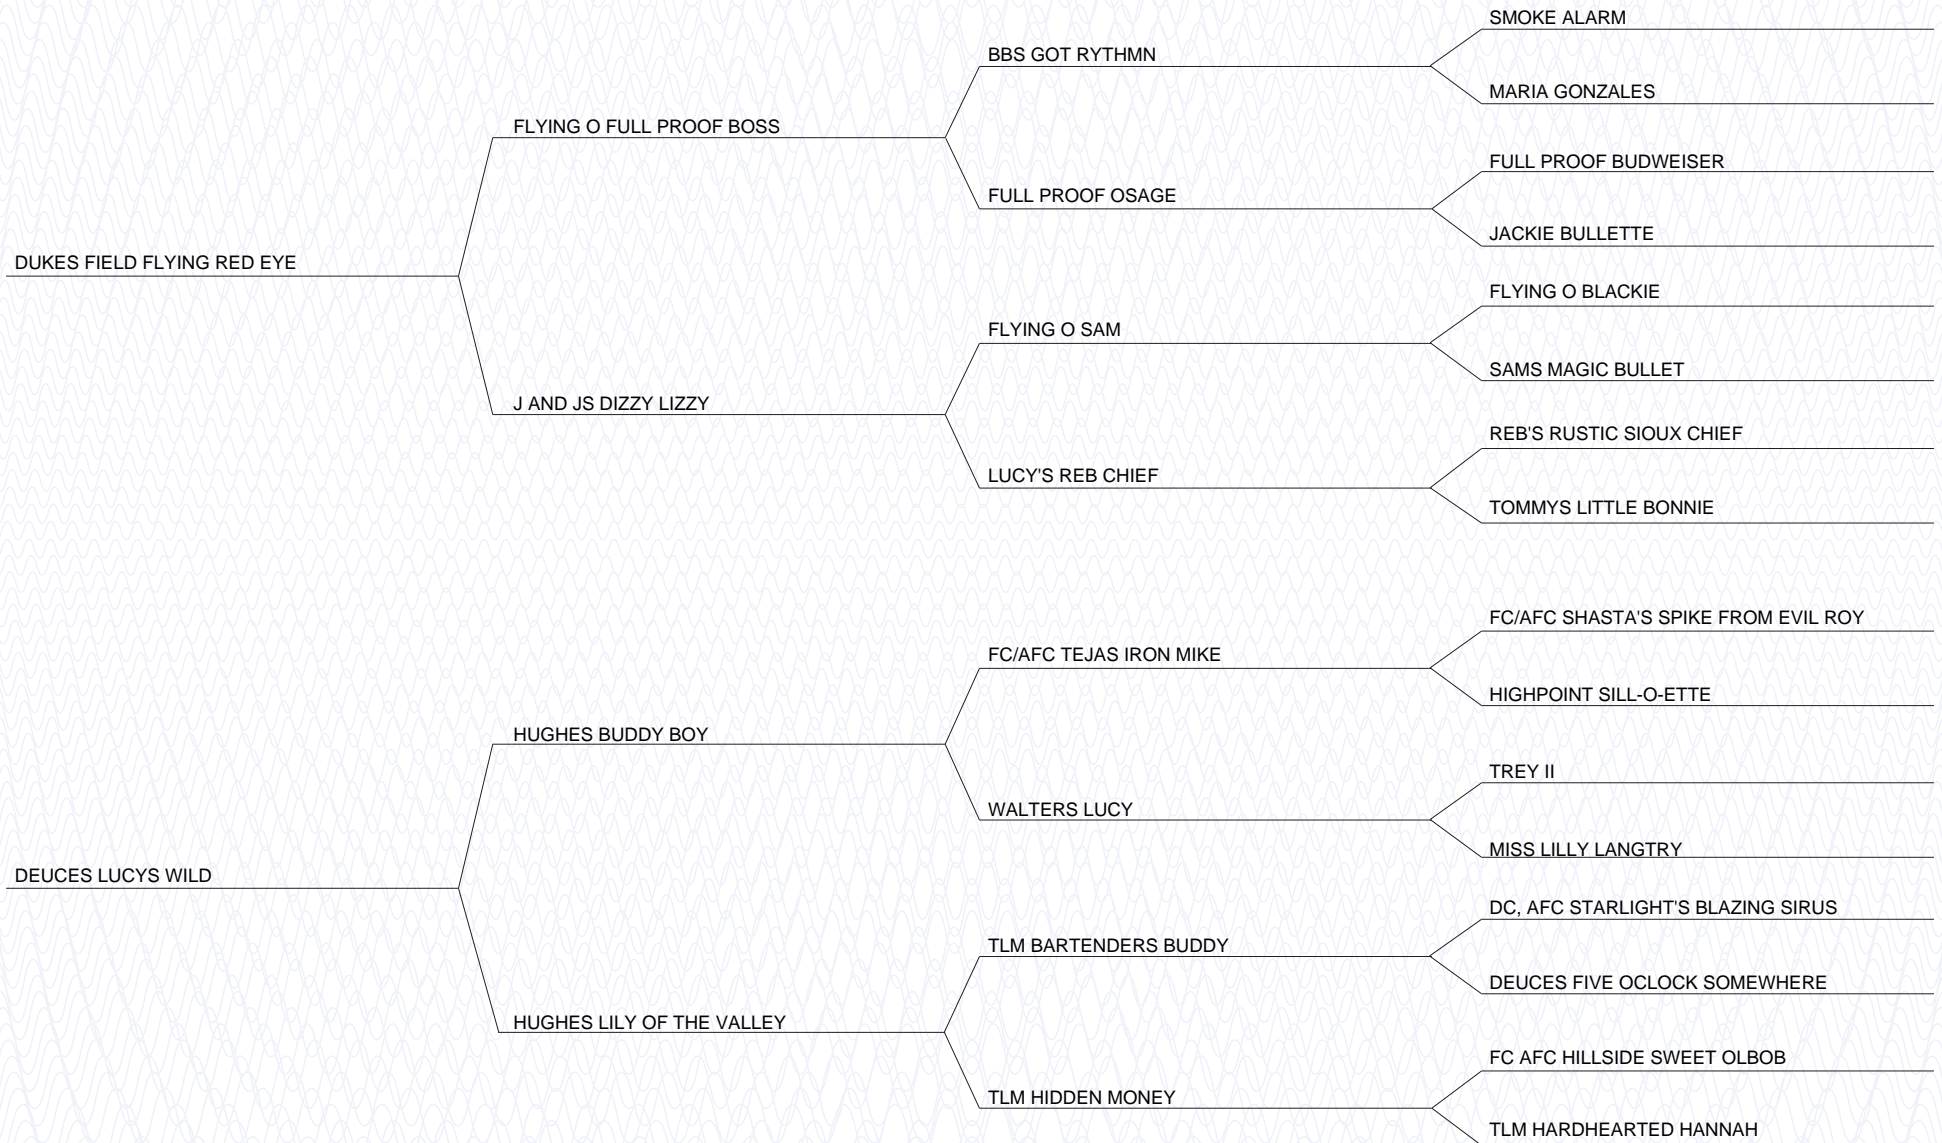 SMOKE ALARM
BBS GOT RYTHMN
MARIA GONZALES
FLYING O FULL PROOF BOSS
FULL PROOF BUDWEISER
FULL PROOF OSAGE
JACKIE BULLETTE
DUKES FIELD FLYING RED EYE
FLYING O BLACKIE
FLYING O SAM
SAMS MAGIC BULLET
J AND JS DIZZY LIZZY
REB'S RUSTIC SIOUX CHIEF
LUCY'S REB CHIEF
TOMMYS LITTLE BONNIE
FC/AFC SHASTA'S SPIKE FROM EVIL ROY
FC/AFC TEJAS IRON MIKE
HIGHPOINT SILL-O-ETTE
HUGHES BUDDY BOY
TREY II
WALTERS LUCY
MISS LILLY LANGTRY
DEUCES LUCYS WILD
DC, AFC STARLIGHT'S BLAZING SIRUS
TLM BARTENDERS BUDDY
DEUCES FIVE OCLOCK SOMEWHERE
HUGHES LILY OF THE VALLEY
FC AFC HILLSIDE SWEET OLBOB
TLM HIDDEN MONEY
TLM HARDHEARTED HANNAH